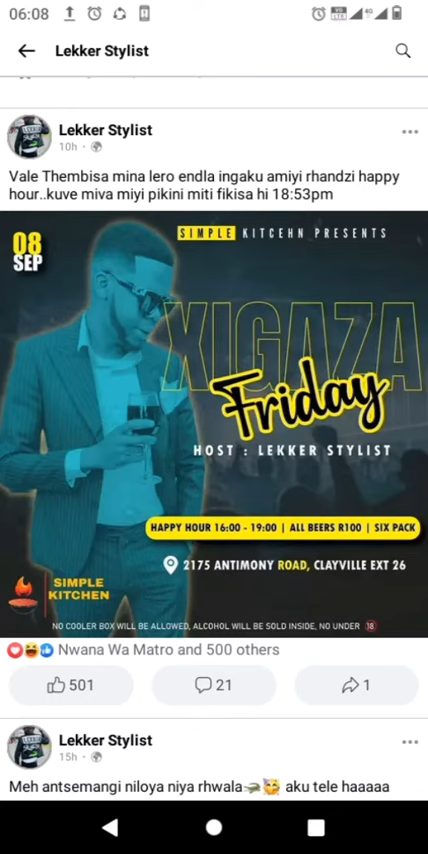 06:08
Lekker Stylist
Lekker Stylist
10h
Vale Thembisa mina lero endla ingaku amiyi rhandzi happy
hour..kuve miva miyi pikini miti fikisa hi 18:53pm
08
SEP
SIMPLE KITCEHN PRESENTS
XIGAZA
Friday
HOST : LEKKER STYLIST
HAPPY HOUR 16:00 - 19:00 | ALL BEERS R100 | SIX PACK
2175 ANTIMONY ROAD, CLAYVILLE EXT 26
SIMPLE
KITCHEN
NO COOLER BOX WILL BE ALLOWED, ALCOHOL WILL BE SOLD INSIDE, NO UNDER 18
Nwana Wa Matro and 500 others
501
21
1
Lekker Stylist
15h
Meh antsemangi niloya niya rhwala🐊🥰 aku tele haaaaa